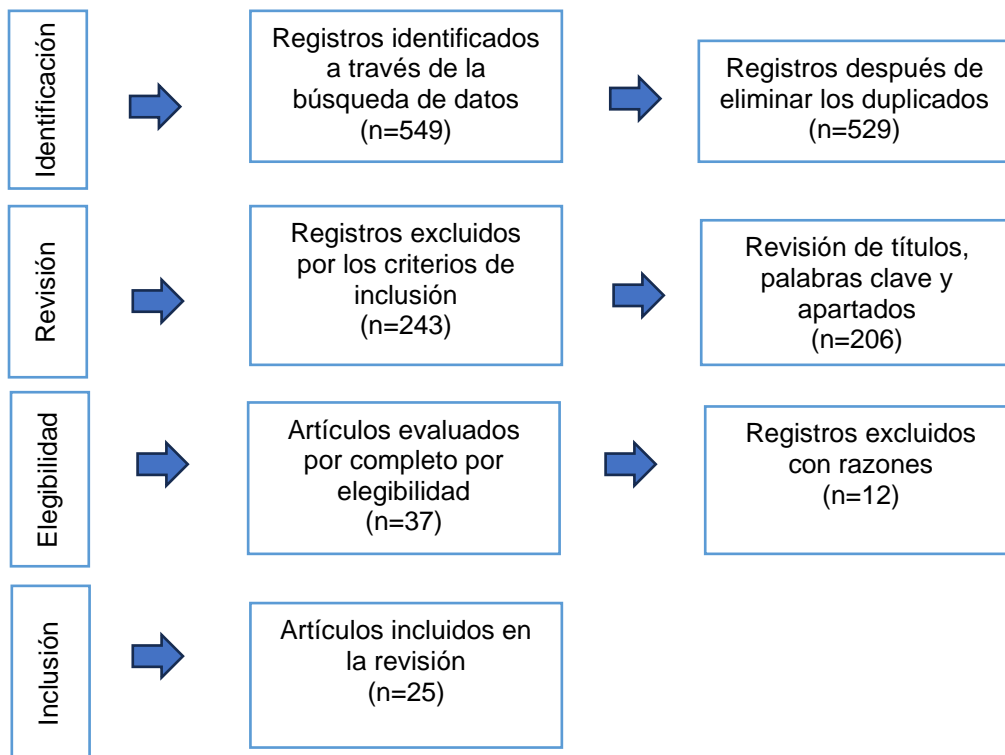 Identificación
Registros identificados
a través de la
búsqueda de datos
(n=549)
Registros después de
eliminar los duplicados
(n=529)
Revisión
Registros excluidos
por los criterios de
inclusión
(n=243)
Revisión de títulos,
palabras clave y
apartados
(n=206)
Elegibilidad
Artículos evaluados
por completo por
elegibilidad
(n=37)
Registros excluidos
con razones
(n=12)
Inclusión
Artículos incluidos en
la revisión
(n=25)